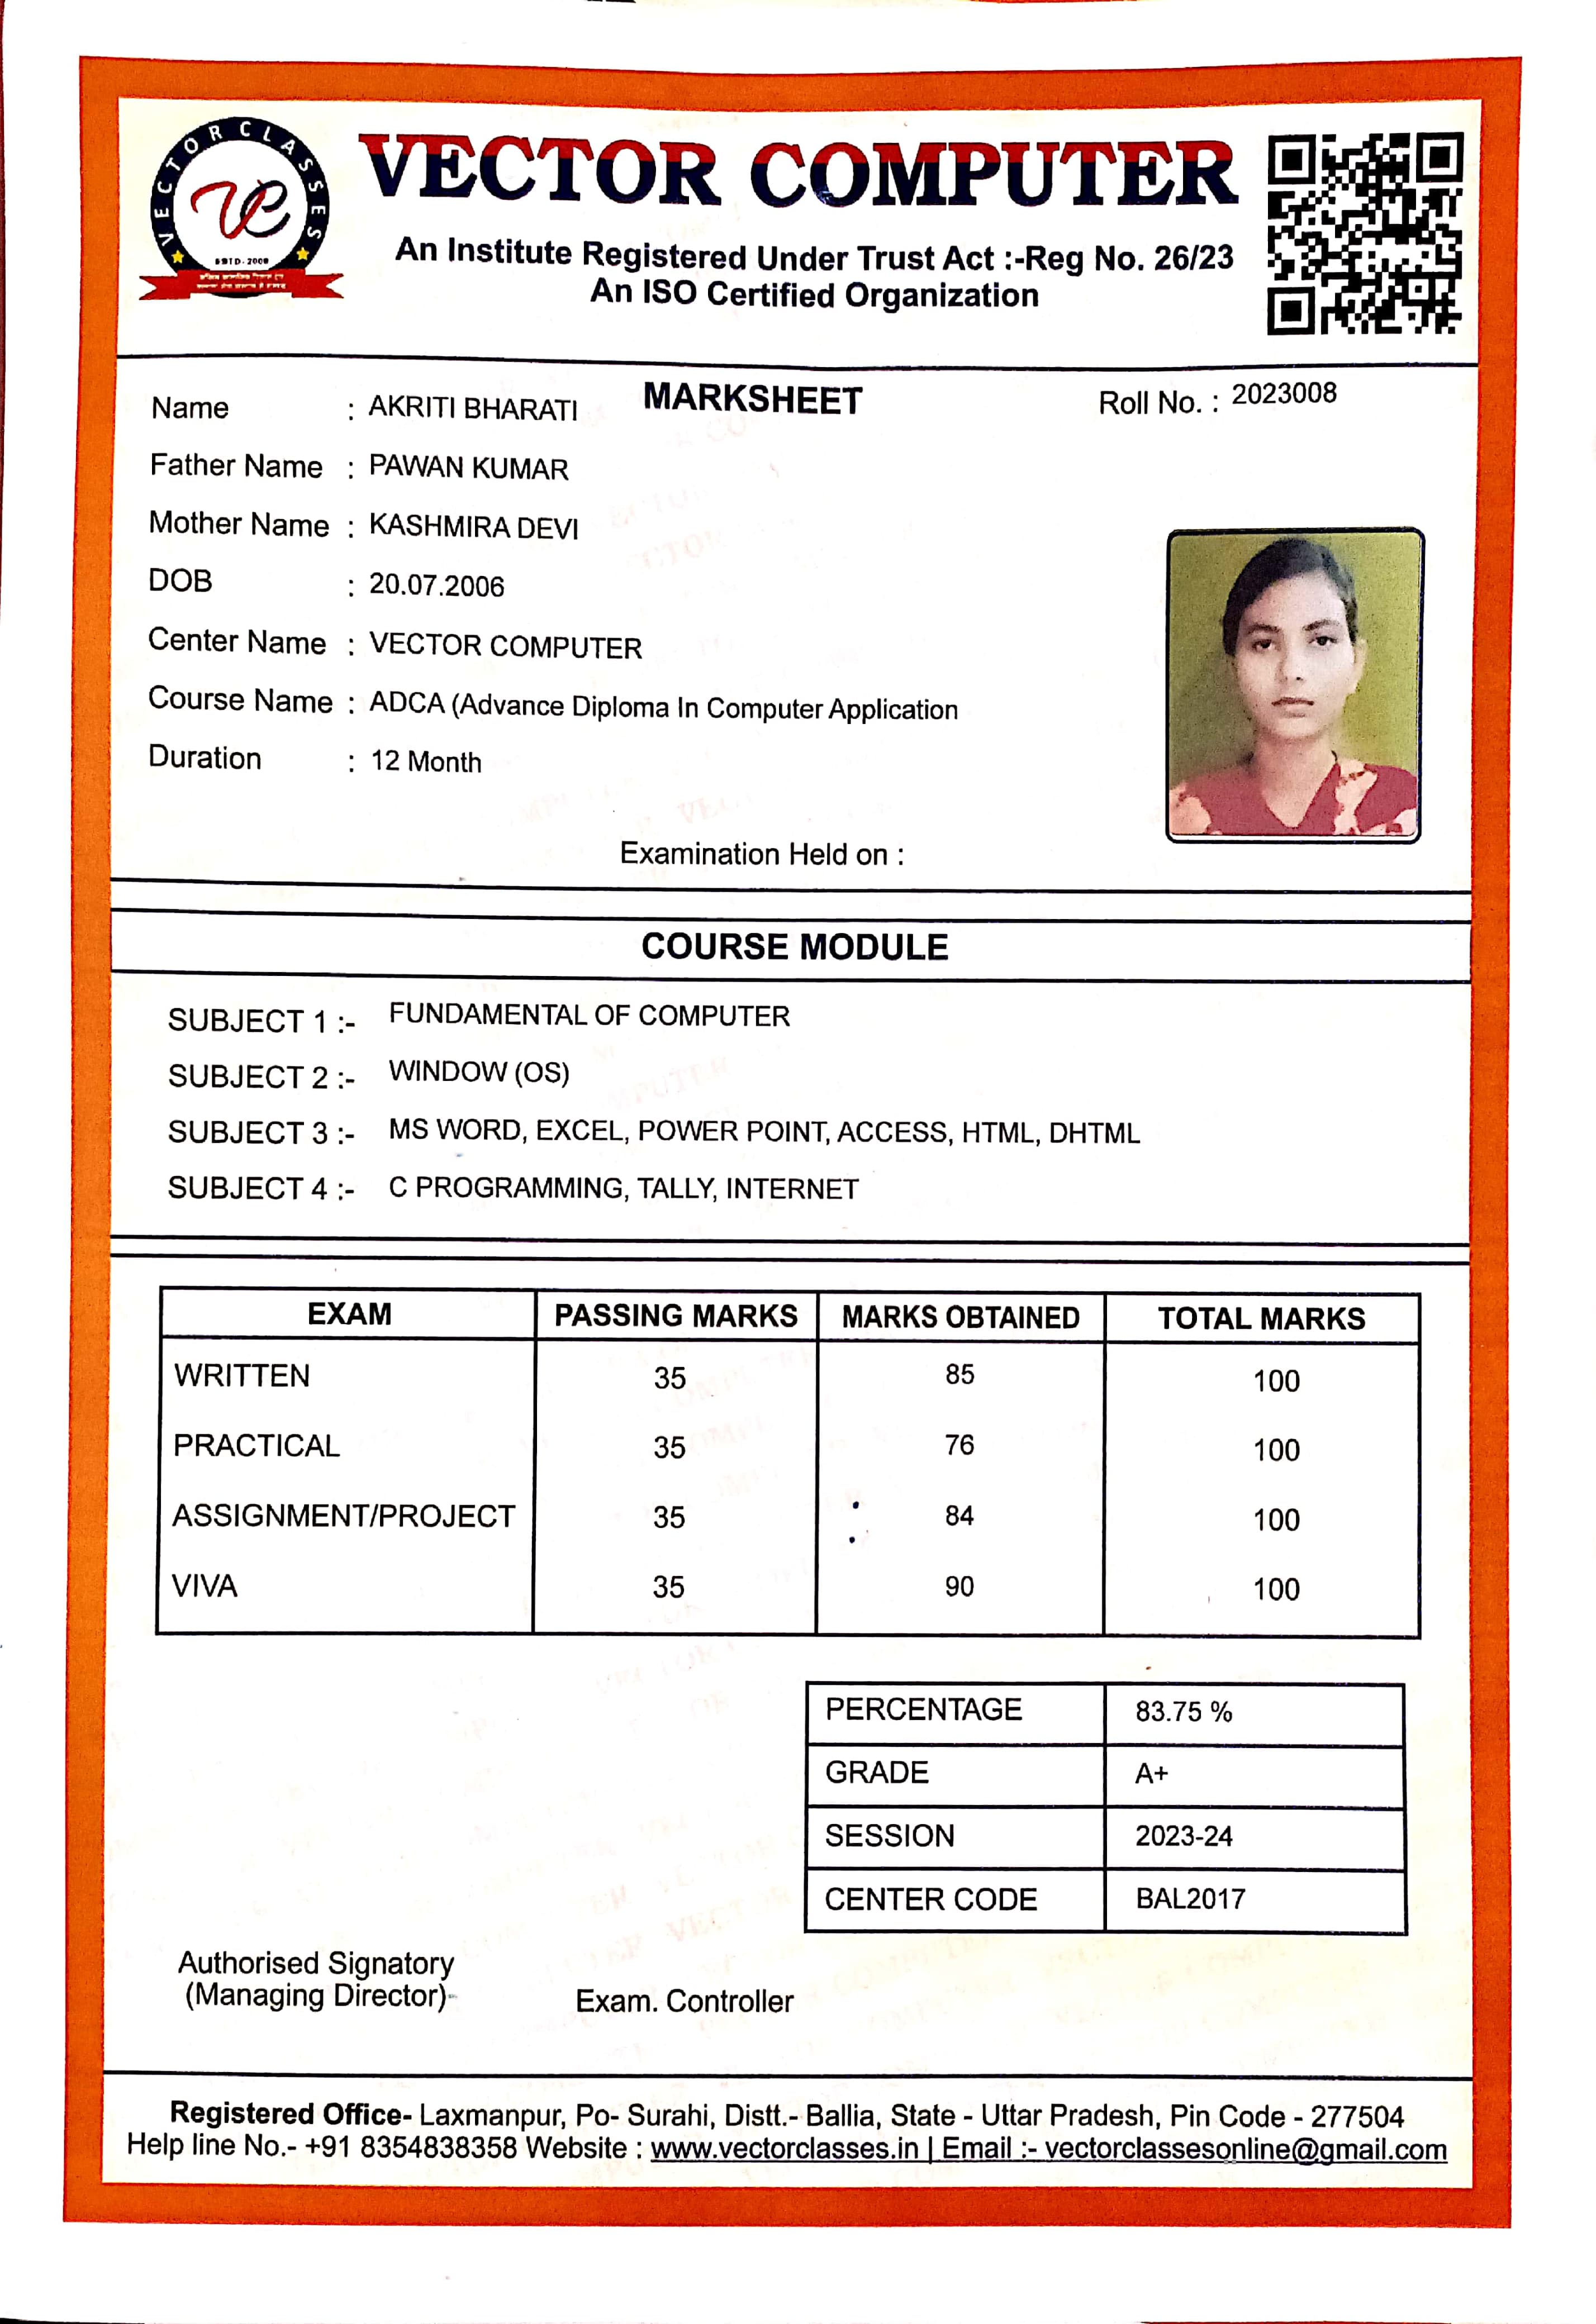 VECTOR CLASSES
VC
ESTD-2009
VECTOR COMPUTER
An Institute Registered Under Trust Act :-Reg No. 26/23
An ISO Certified Organization
MARKSHEET
Roll No. : 2023008
Name : AKRITI BHARATI
Father Name : PAWAN KUMAR
Mother Name : KASHMIRA DEVI
DOB : 20.07.2006
Center Name : VECTOR COMPUTER
Course Name : ADCA (Advance Diploma In Computer Application
Duration : 12 Month
Examination Held on :
COURSE MODULE
SUBJECT 1 :- FUNDAMENTAL OF COMPUTER
SUBJECT 2 :- WINDOW (OS)
SUBJECT 3 :- MS WORD, EXCEL, POWER POINT, ACCESS, HTML, DHTML
SUBJECT 4 :- C PROGRAMMING, TALLY, INTERNET
EXAM PASSING MARKS MARKS OBTAINED TOTAL MARKS
WRITTEN 35 85 100
PRACTICAL 35 76 100
ASSIGNMENT/PROJECT 35 84 100
VIVA 35 90 100
PERCENTAGE 83.75 %
GRADE A+
SESSION 2023-24
CENTER CODE BAL2017
Authorised Signatory
(Managing Director)
Exam. Controller
Registered Office- Laxmanpur, Po- Surahi, Distt.- Ballia, State - Uttar Pradesh, Pin Code - 277504
Help line No.- +91 8354838358 Website : www.vectorclasses.in | Email :- vectorclassesonline@gmail.com